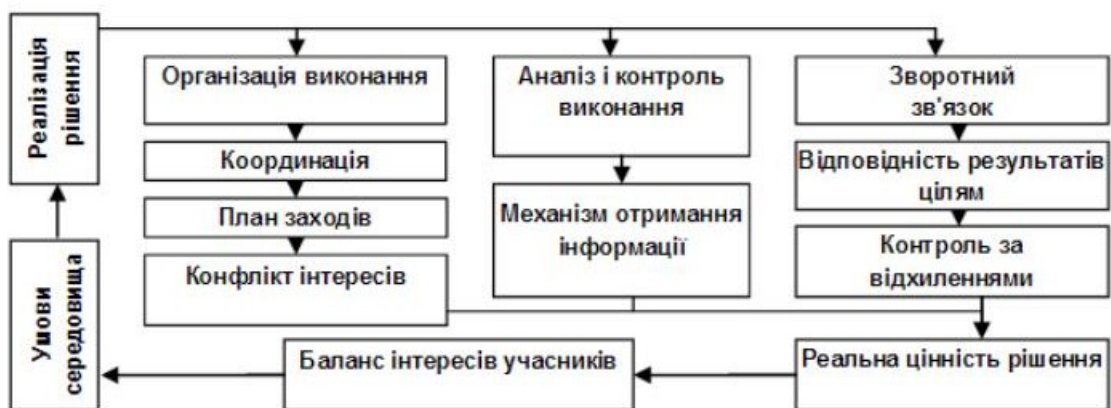 Реалізація
рішення
Організація виконання
Координація
План заходів
Конфлікт інтересів
Аналіз і контроль
виконання
Механізм отримання
інформації
Зворотний
зв'язок
Відповідність результатів
цілям
Контроль за
відхиленнями
Реальна цінність рішення
Баланс інтересів учасників
Умови
середовища